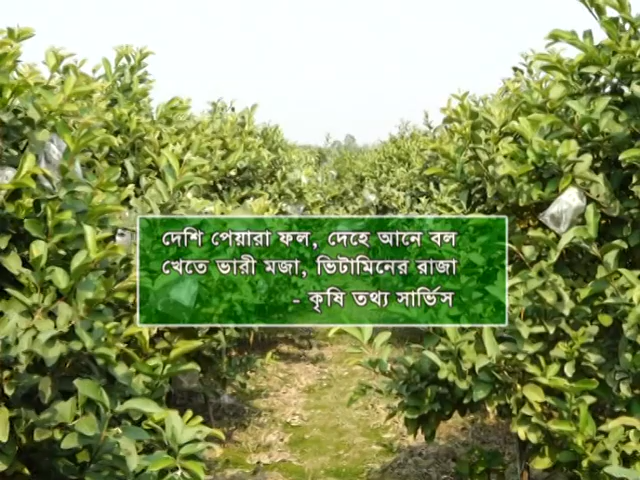 দেশি পেয়ারা ফল, দেহে আনে বল
খেতে ভারী মজা, ভিটামিনের রাজা
- কৃষি তথ্য সার্ভিস